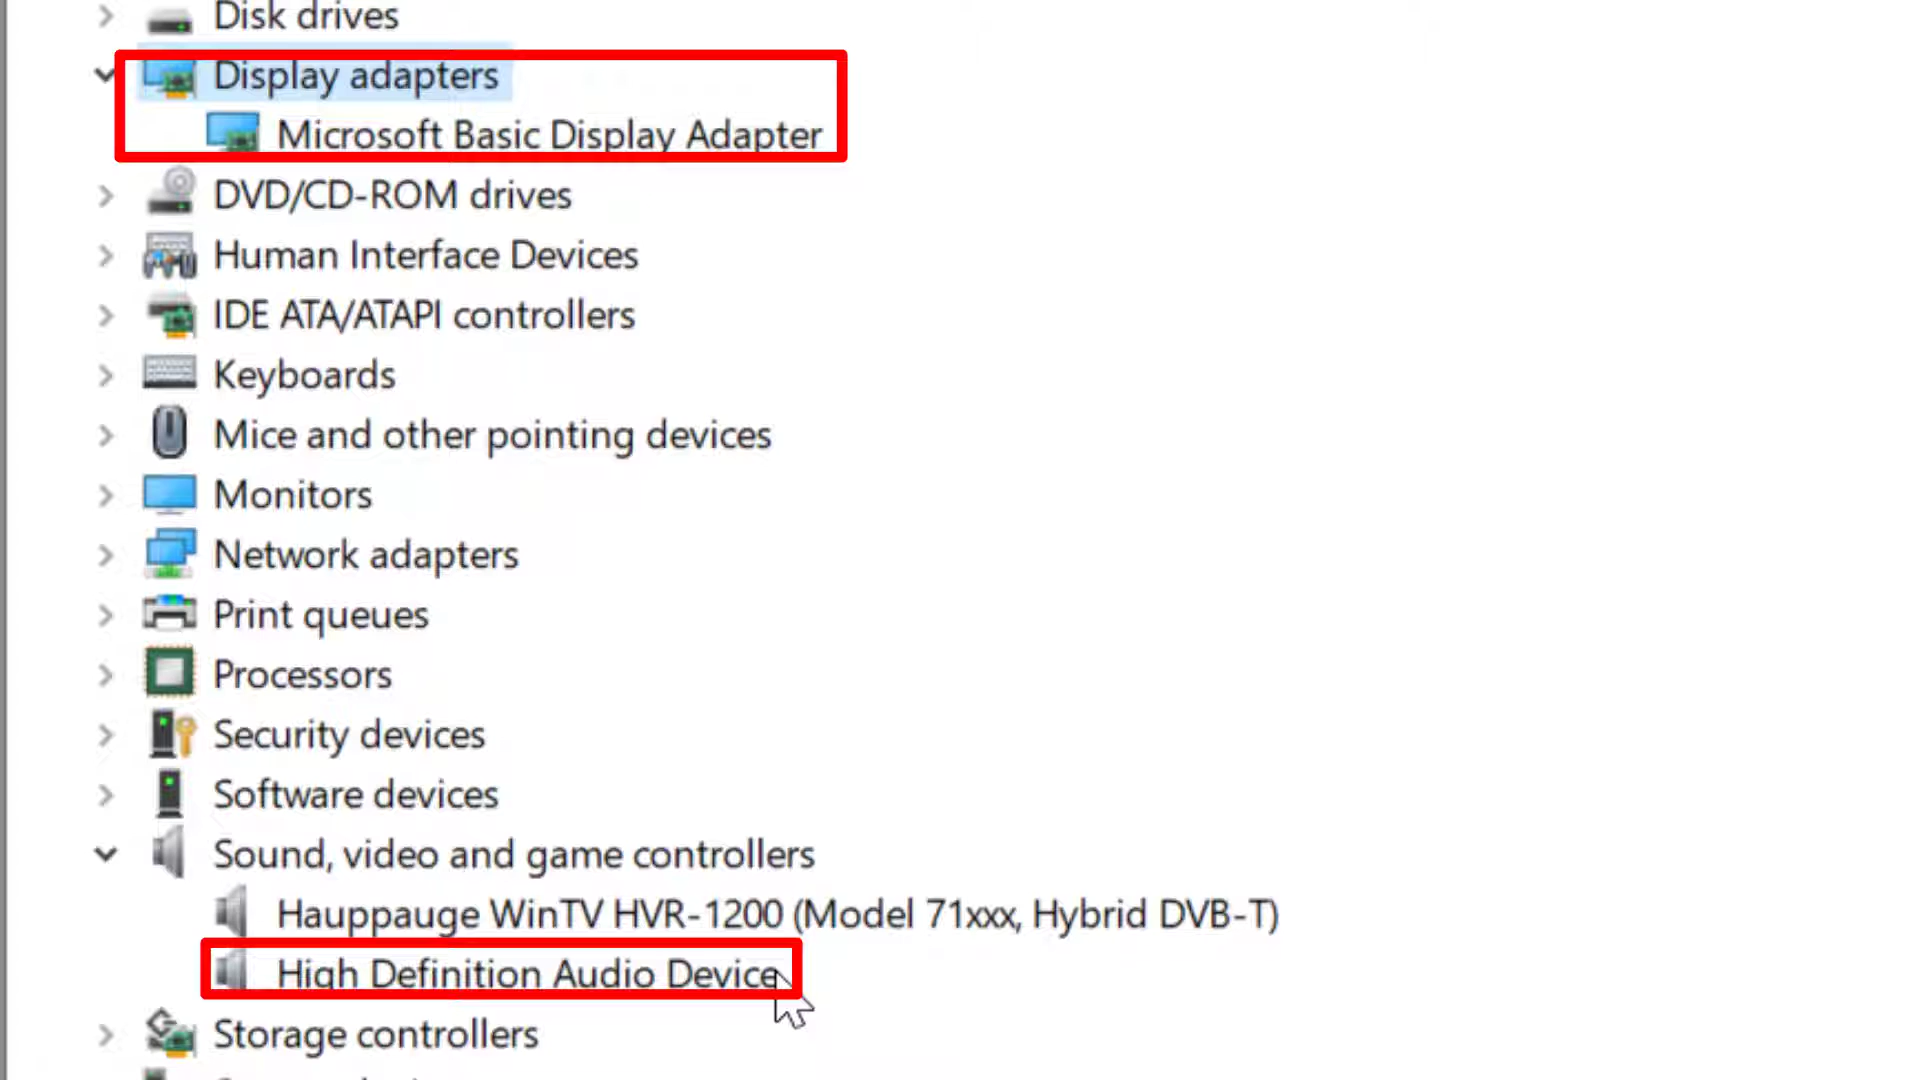 Disk drives
Display adapters
Microsoft Basic Display Adapter
DVD/CD-ROM drives
Human Interface Devices
IDE ATA/ATAPI controllers
Keyboards
Mice and other pointing devices
Monitors
Network adapters
Print queues
Processors
Security devices
Software devices
Sound, video and game controllers
Hauppauge WinTV HVR-1200 (Model 71xxx, Hybrid DVB-T)
High Definition Audio Device
Storage controllers